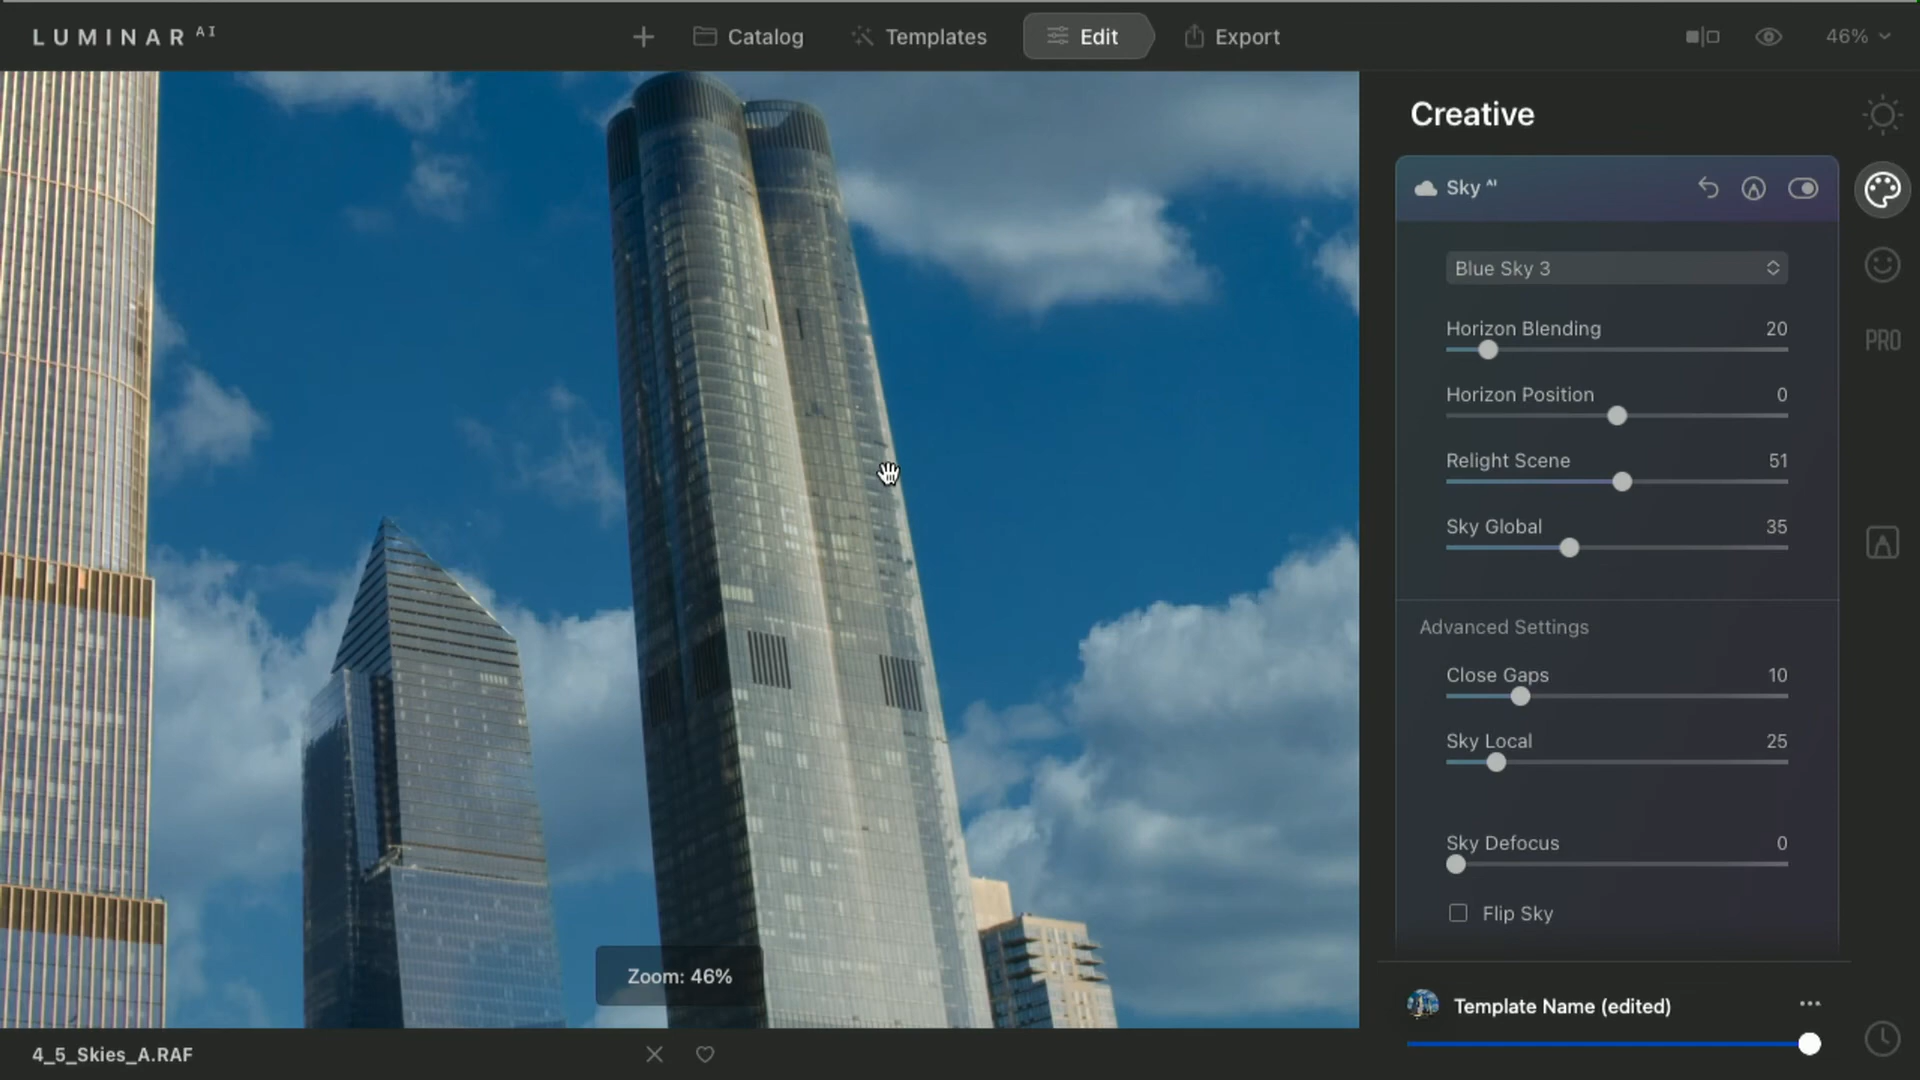 LUMINAR AI
Catalog
Templates
Edit
Export
46%
Creative
Sky AI
Blue Sky 3
Horizon Blending 20
Horizon Position 0
Relight Scene 51
Sky Global 35
PRO
Advanced Settings
Close Gaps 10
Sky Local 25
Sky Defocus 0
Flip Sky
Zoom: 46%
Template Name (edited)
4_5_Skies_A.RAF